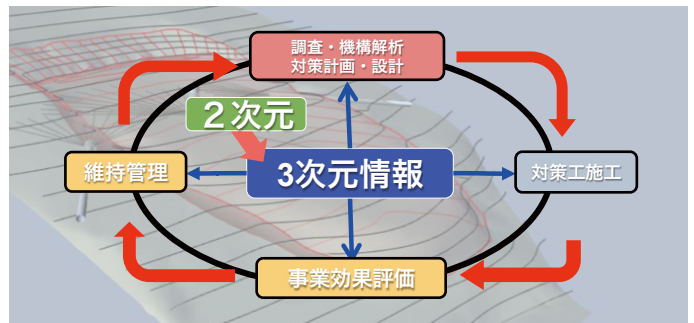 調査・機構解析
対策計画・設計
２次元
維持管理
3次元情報
対策工施工
事業効果評価